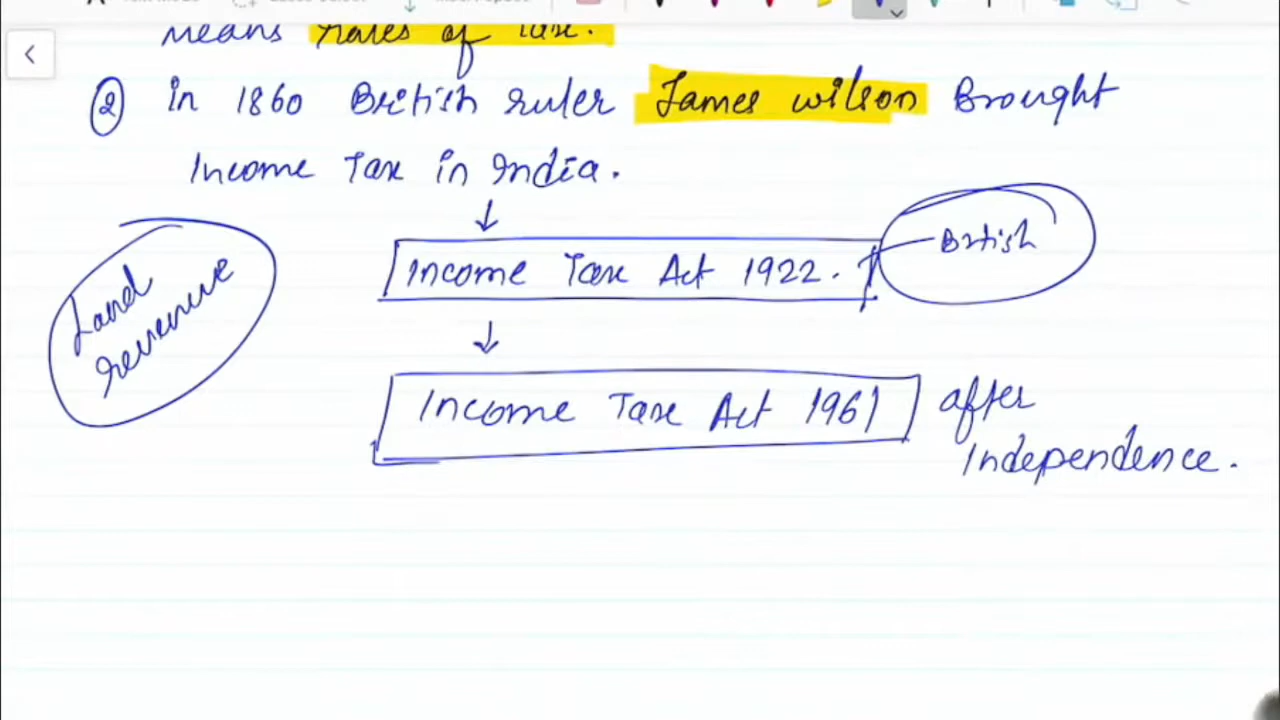 means rates of tax.
② In 1860 British ruler James wilson Brought
Income Tax in India.
Income Tax Act 1922.
British
Land
revenue
Income Tax Act 1961
after
Independence.